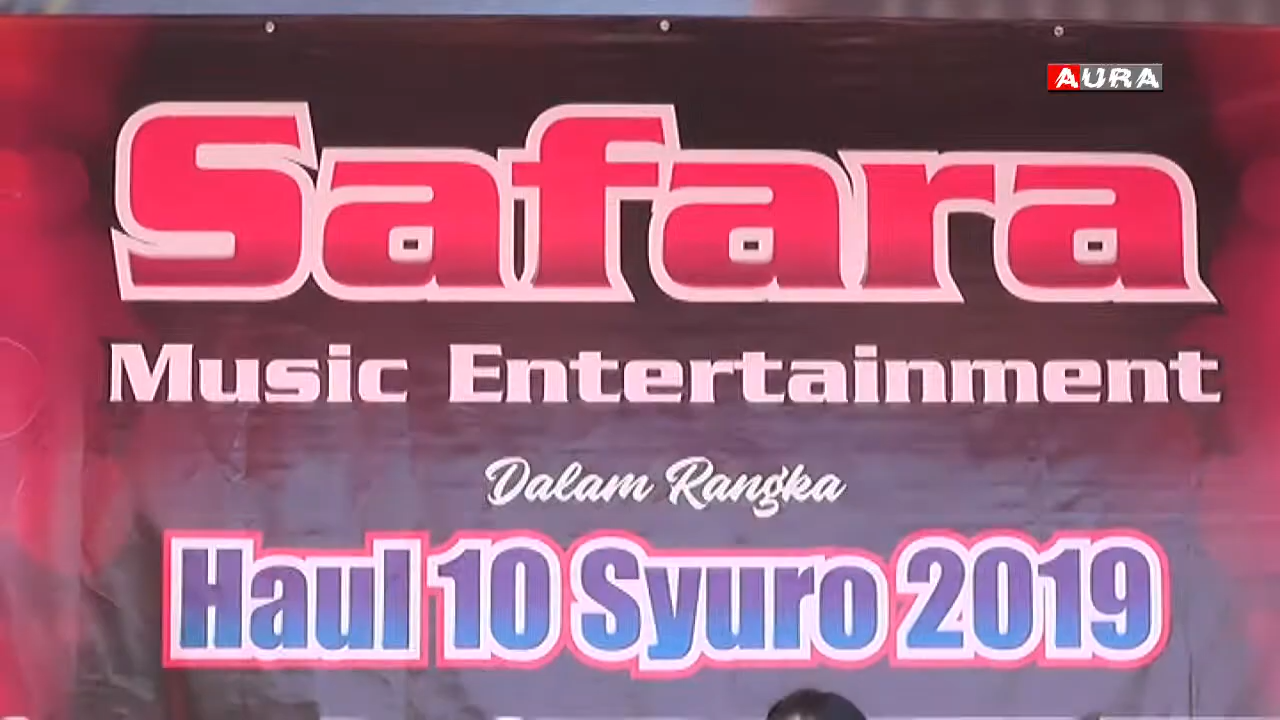 AURA
Safara
Music Entertainment
Dalam Rangka
Haul 10 Syuro 2019